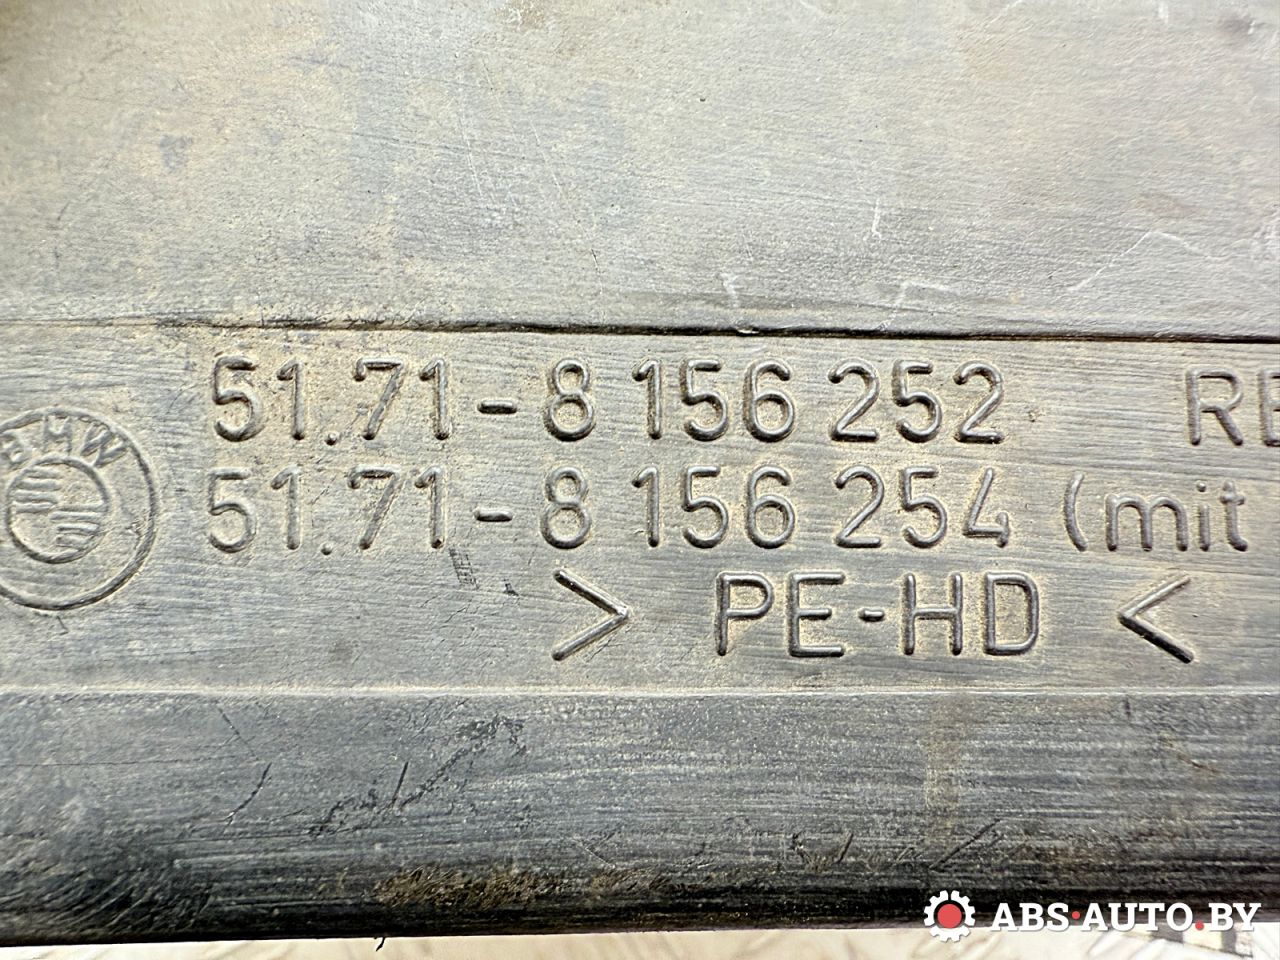 51.71-8 156 252
51.71-8 156 254 (mit
> PE-HD <
BMW
ABS·AUTO.BY